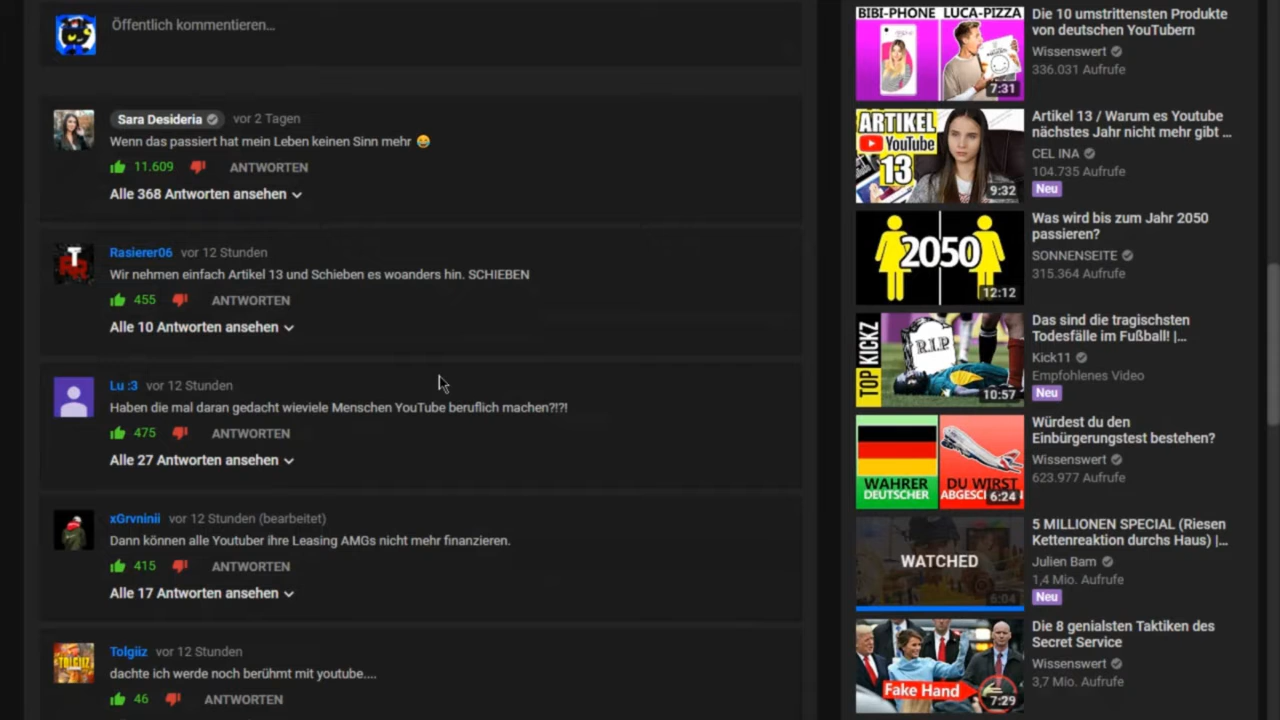 Öffentlich kommentieren...
Sara Desideria vor 2 Tagen
Wenn das passiert hat mein Leben keinen Sinn mehr 😂
11.609 ANTWORTEN
Alle 368 Antworten ansehen
Rasierer06 vor 12 Stunden
Wir nehmen einfach Artikel 13 und Schieben es woanders hin. SCHIEBEN
455 ANTWORTEN
Alle 10 Antworten ansehen
Lu :3 vor 12 Stunden
Haben die mal daran gedacht wieviele Menschen YouTube beruflich machen?!?!
475 ANTWORTEN
Alle 27 Antworten ansehen
xGrvninii vor 12 Stunden (bearbeitet)
Dann können alle Youtuber ihre Leasing AMGs nicht mehr finanzieren.
415 ANTWORTEN
Alle 17 Antworten ansehen
TOLGIIZ
Tolgiiz vor 12 Stunden
dachte ich werde noch berühmt mit youtube....
46 ANTWORTEN
BIBI-PHONE LUCA-PIZZA
7:31
Die 10 umstrittensten Produkte
von deutschen YouTubern
Wissenswert
336.031 Aufrufe
ARTIKEL
YouTube
13
9:32
Artikel 13 / Warum es Youtube
nächstes Jahr nicht mehr gibt ...
CEL INA
104.735 Aufrufe
Neu
2050
12:12
Was wird bis zum Jahr 2050
passieren?
SONNENSEITE
315.364 Aufrufe
TOP KICKZ
R.I.P
10:57
Das sind die tragischsten
Todesfälle im Fußball! |...
Kick11
Empfohlenes Video
Neu
WAHRER
DEUTSCHER
DU WIRST
6:24
Würdest du den
Einbürgerungstest bestehen?
Wissenswert
623.977 Aufrufe
WATCHED
6:04
5 MILLIONEN SPECIAL (Riesen
Kettenreaktion durchs Haus) |...
Julien Bam
1,4 Mio. Aufrufe
Neu
Fake Hand
7:29
Die 8 genialsten Taktiken des
Secret Service
Wissenswert
3,7 Mio. Aufrufe